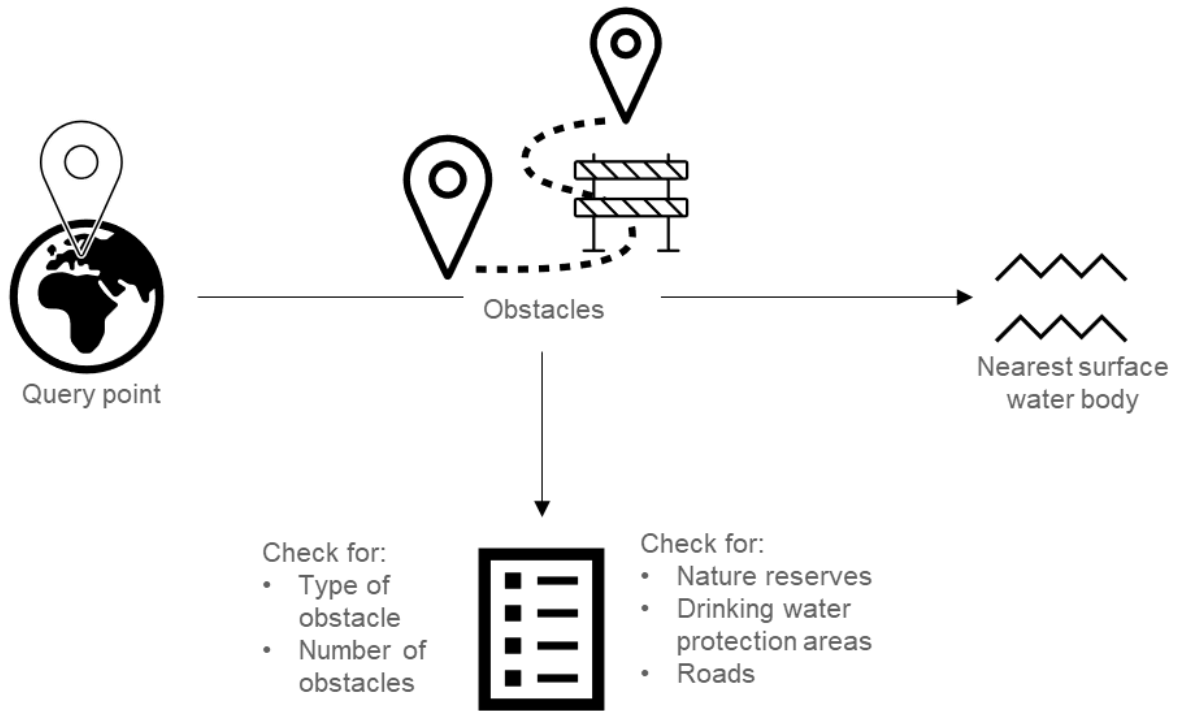 Obstacles
Query point
Nearest surface
water body
Check for:
• Type of
obstacle
• Number of
obstacles
Check for:
• Nature reserves
• Drinking water
protection areas
• Roads